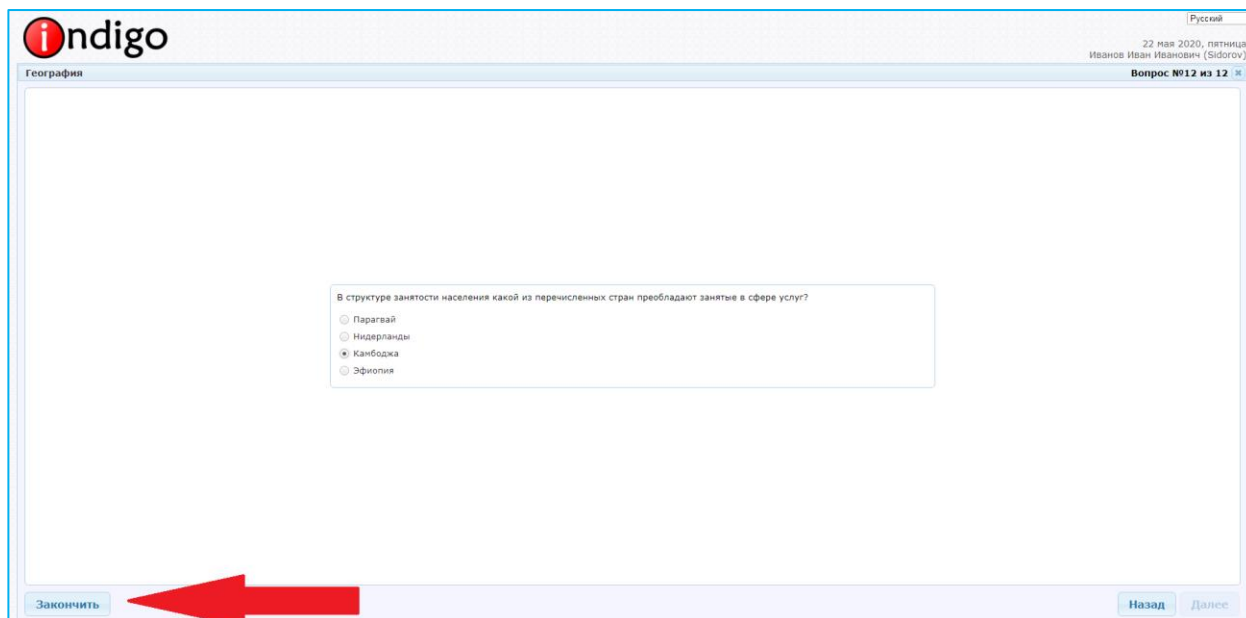 indigo
Русский
22 мая 2020, пятница
Иванов Иван Иванович (Sidorov)
География
Вопрос №12 из 12
В структуре занятости населения какой из перечисленных стран преобладают занятые в сфере услуг?
Парагвай
Нидерланды
Камбоджа
Эфиопия
Закончить
Назад
Далее